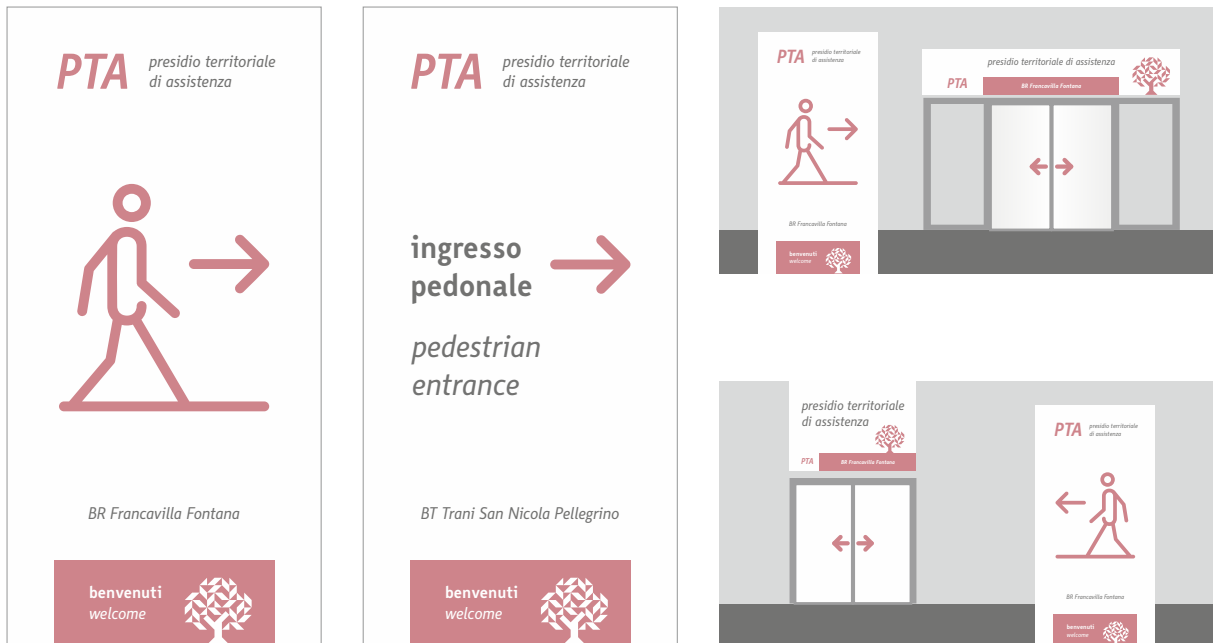 PTA
presidio territoriale
di assistenza
BR Francavilla Fontana
benvenuti
welcome
PTA
presidio territoriale
di assistenza
ingresso
pedonale
pedestrian
entrance
BT Trani San Nicola Pellegrino
benvenuti
welcome
PTA
presidio territoriale
di assistenza
BR Francavilla Fontana
benvenuti
welcome
presidio territoriale di assistenza
PTA
BR Francavilla Fontana
presidio territoriale
di assistenza
PTA
BR Francavilla Fontana
PTA
presidio territoriale
di assistenza
BR Francavilla Fontana
benvenuti
welcome